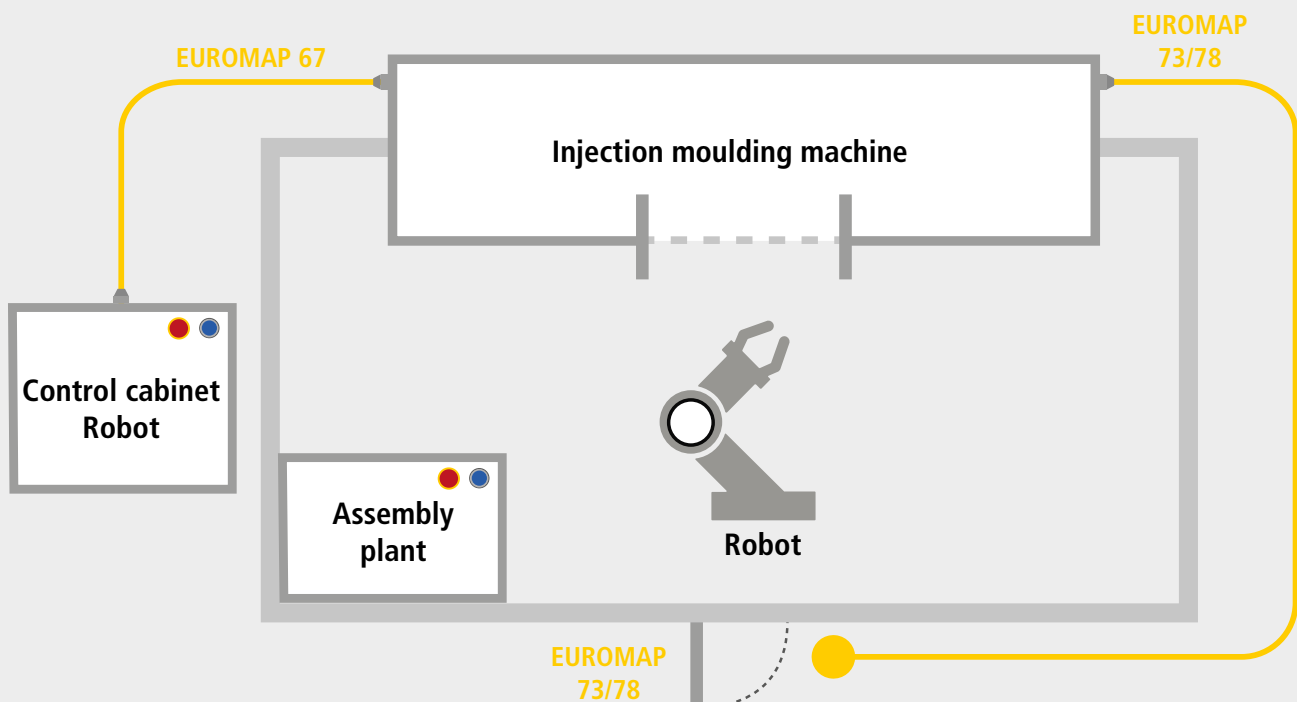 EUROMAP
73/78
EUROMAP 67
Injection moulding machine
Control cabinet
Robot
Assembly
plant
Robot
EUROMAP
73/78